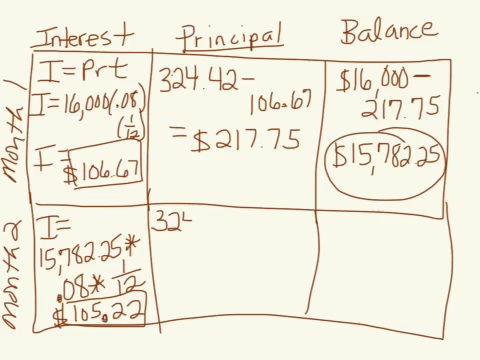 Interest Principal Balance
month 1
I=Prt
I=16,000(.08)
(1/12)
I=
$106.67
324.42-
106.67
=$217.75
$16,000-
217.75
$15,782.25
month 2
I=
15,782.25*
.08* 1/12
$105.22
324